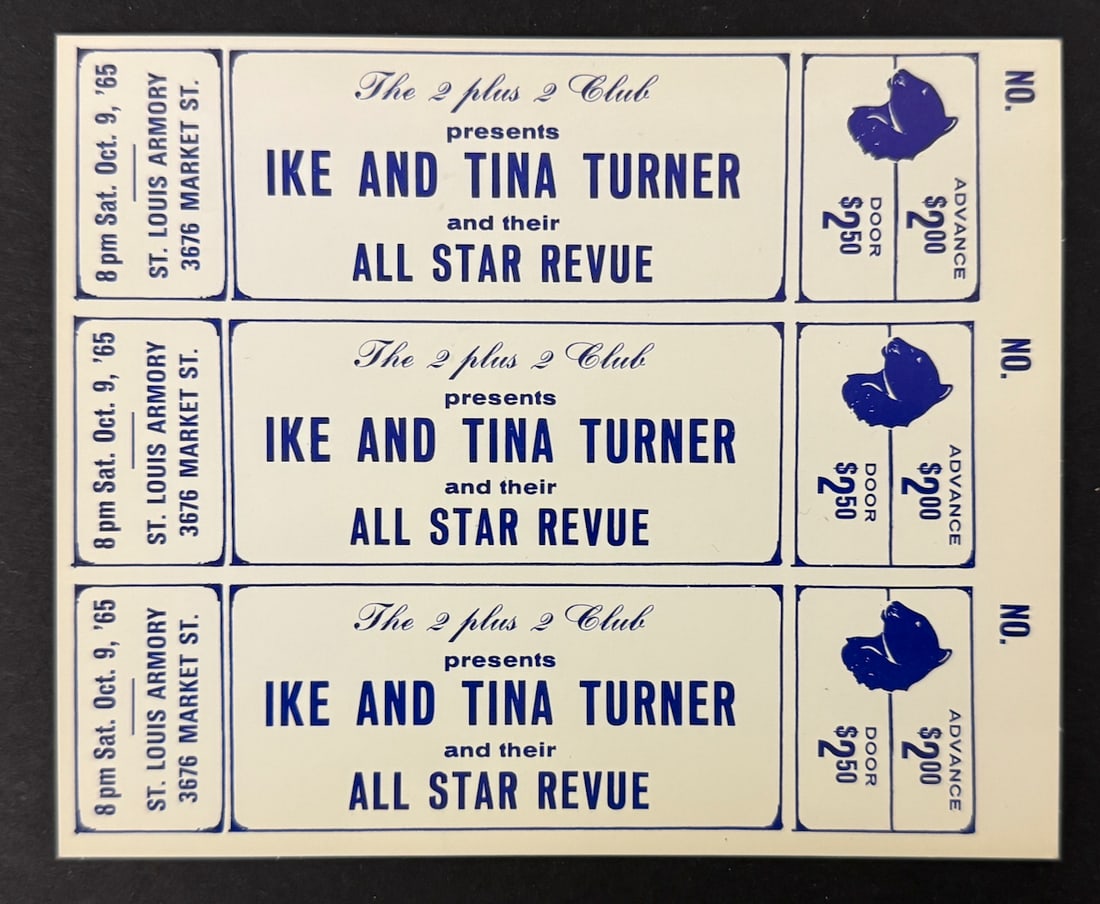 8 pm Sat. Oct. 9, '65
ST. LOUIS ARMORY
3676 MARKET ST.
The 2 plus 2 Club
presents
IKE AND TINA TURNER
and their
ALL STAR REVUE
ADVANCE
$2.00
DOOR
$2.50
NO.
8 pm Sat. Oct. 9, '65
ST. LOUIS ARMORY
3676 MARKET ST.
The 2 plus 2 Club
presents
IKE AND TINA TURNER
and their
ALL STAR REVUE
ADVANCE
$2.00
DOOR
$2.50
NO.
8 pm Sat. Oct. 9, '65
ST. LOUIS ARMORY
3676 MARKET ST.
The 2 plus 2 Club
presents
IKE AND TINA TURNER
and their
ALL STAR REVUE
ADVANCE
$2.00
DOOR
$2.50
NO.